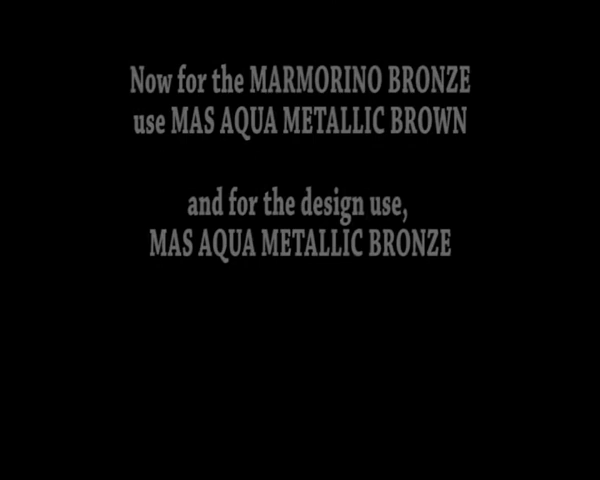 Now for the MARMORINO BRONZE
use MAS AQUA METALLIC BROWN
and for the design use,
MAS AQUA METALLIC BRONZE